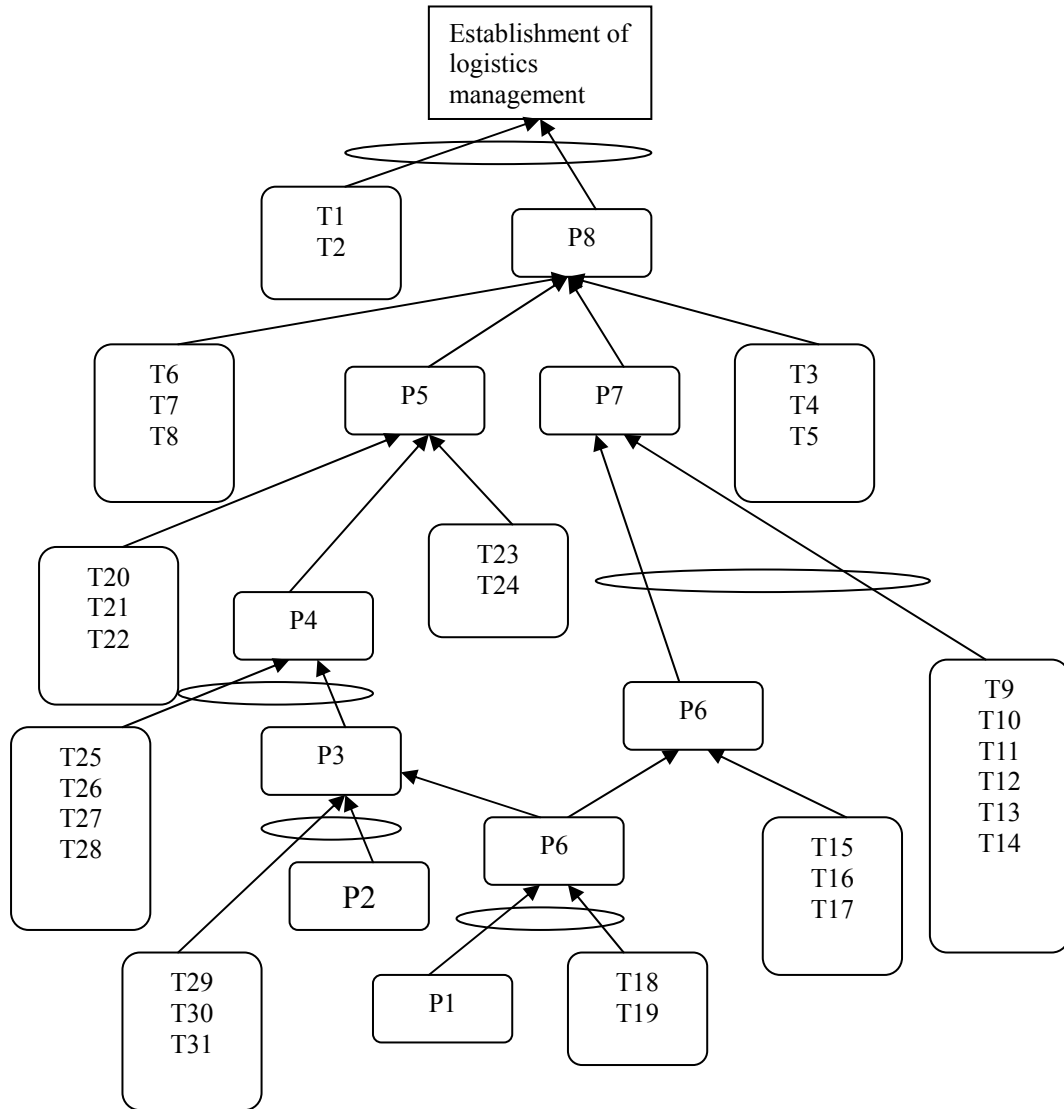 Establishment of
logistics
management
T1
T2
P8
T6
T7
T8
P5
P7
T3
T4
T5
T20
T21
T22
P4
T23
T24
T25
T26
T27
T28
P3
P6
T9
T10
T11
T12
T13
T14
P2
P6
T15
T16
T17
T29
T30
T31
P1
T18
T19